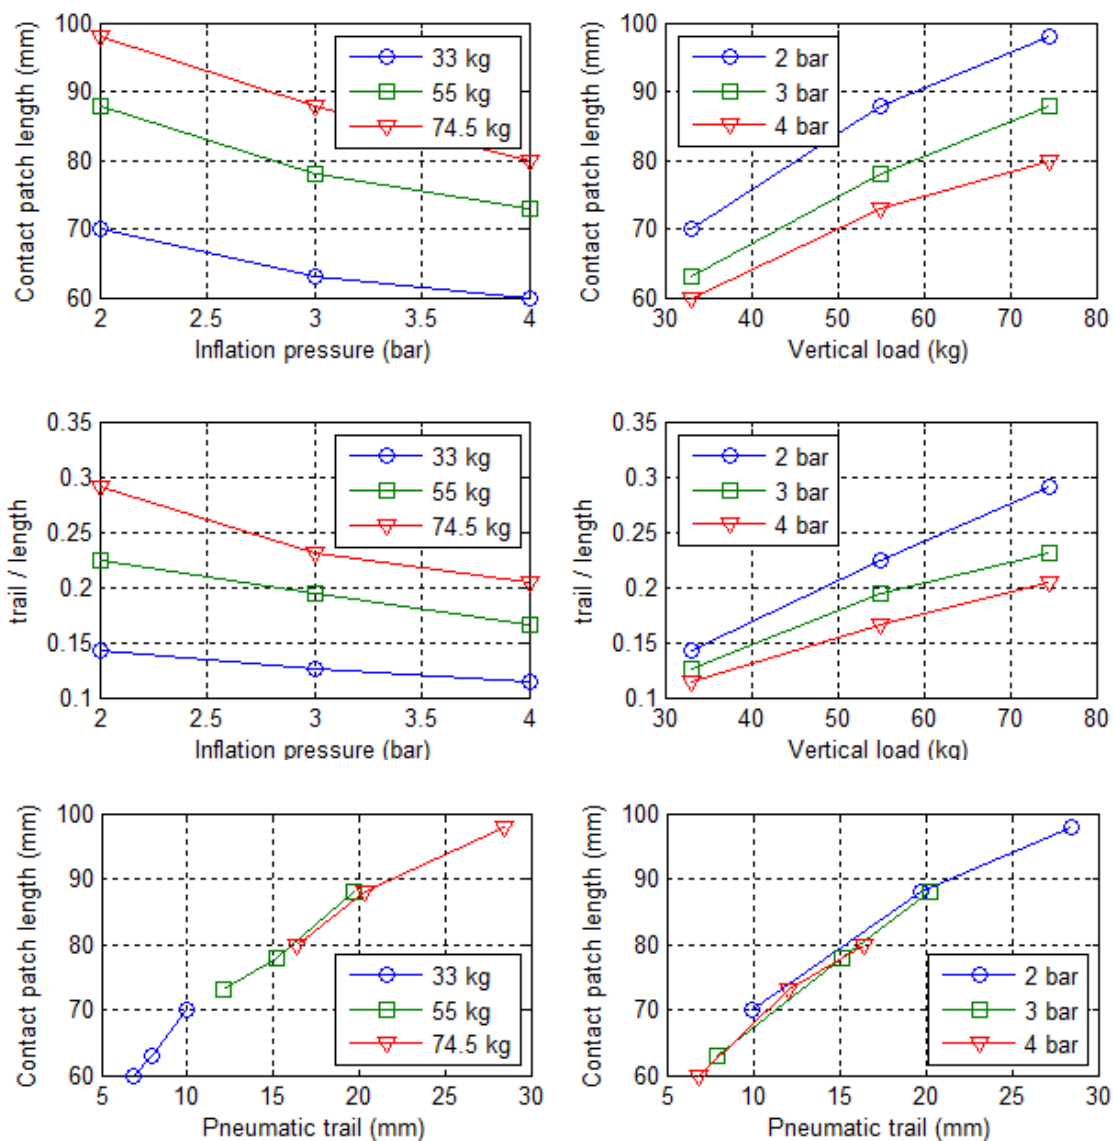 Contact patch length (mm)
100
90
80
70
60
33 kg
55 kg
74.5 kg
2
2.5
3
3.5
4
Inflation pressure (bar)
Contact patch length (mm)
100
90
80
70
60
2 bar
3 bar
4 bar
30
40
50
60
70
80
Vertical load (kg)
trail / length
0.35
0.3
0.25
0.2
0.15
0.1
33 kg
55 kg
74.5 kg
2
2.5
3
3.5
4
Inflation pressure (bar)
trail / length
0.35
0.3
0.25
0.2
0.15
0.1
2 bar
3 bar
4 bar
30
40
50
60
70
80
Vertical load (kg)
Contact patch length (mm)
100
90
80
70
60
33 kg
55 kg
74.5 kg
5
10
15
20
25
30
Pneumatic trail (mm)
Contact patch length (mm)
100
90
80
70
60
2 bar
3 bar
4 bar
5
10
15
20
25
30
Pneumatic trail (mm)